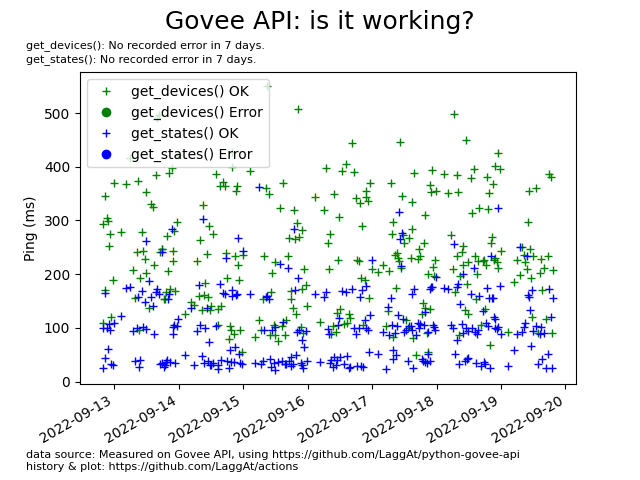 Govee API: is it working?
get_devices(): No recorded error in 7 days.
get_states(): No recorded error in 7 days.
get_devices() OK
get_devices() Error
get_states() OK
get_states() Error
Ping (ms)
500
400
300
200
100
0
2022-09-13
2022-09-14
2022-09-15
2022-09-16
2022-09-17
2022-09-18
2022-09-19
2022-09-20
data source: Measured on Govee API, using https://github.com/LaggAt/python-govee-api
history & plot: https://github.com/LaggAt/actions